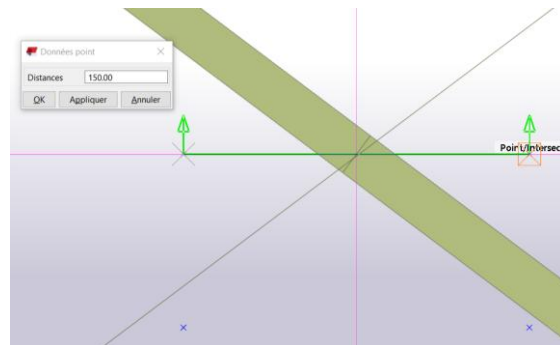 Données point
Distances 150.00
OK Appliquer Annuler
Point/Intersec